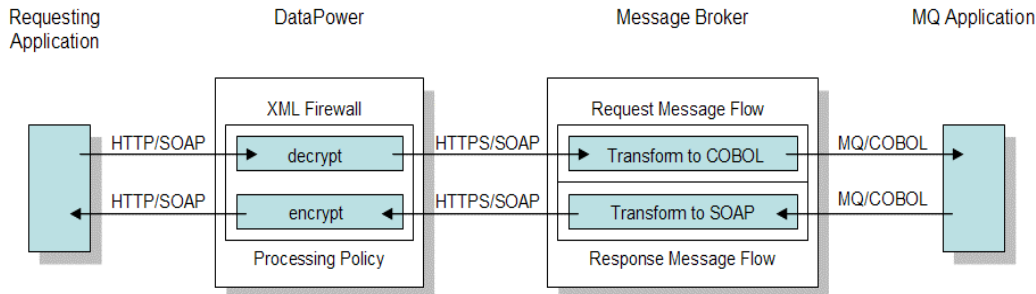 Requesting
Application
DataPower
Message Broker
MQ Application
XML Firewall
Request Message Flow
HTTP/SOAP
decrypt
HTTPS/SOAP
Transform to COBOL
MQ/COBOL
HTTP/SOAP
encrypt
HTTPS/SOAP
Transform to SOAP
MQ/COBOL
Processing Policy
Response Message Flow